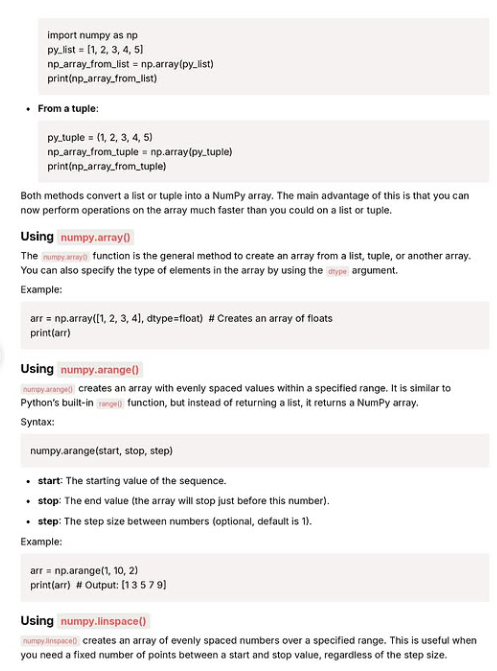 import numpy as np
py_list = [1, 2, 3, 4, 5]
np_array_from_list = np.array(py_list)
print(np_array_from_list)
• From a tuple:
py_tuple = (1, 2, 3, 4, 5)
np_array_from_tuple = np.array(py_tuple)
print(np_array_from_tuple)
Both methods convert a list or tuple into a NumPy array. The main advantage of this is that you can
now perform operations on the array much faster than you could on a list or tuple.
Using numpy.array()
The numpy.array() function is the general method to create an array from a list, tuple, or another array.
You can also specify the type of elements in the array by using the dtype argument.
Example:
arr = np.array([1, 2, 3, 4], dtype=float)  # Creates an array of floats
print(arr)
Using numpy.arange()
numpy.arange() creates an array with evenly spaced values within a specified range. It is similar to
Python's built-in range() function, but instead of returning a list, it returns a NumPy array.
Syntax:
numpy.arange(start, stop, step)
• start: The starting value of the sequence.
• stop: The end value (the array will stop just before this number).
• step: The step size between numbers (optional, default is 1).
Example:
arr = np.arange(1, 10, 2)
print(arr)  # Output: [1 3 5 7 9]
Using numpy.linspace()
numpy.linspace() creates an array of evenly spaced numbers over a specified range. This is useful when
you need a fixed number of points between a start and stop value, regardless of the step size.